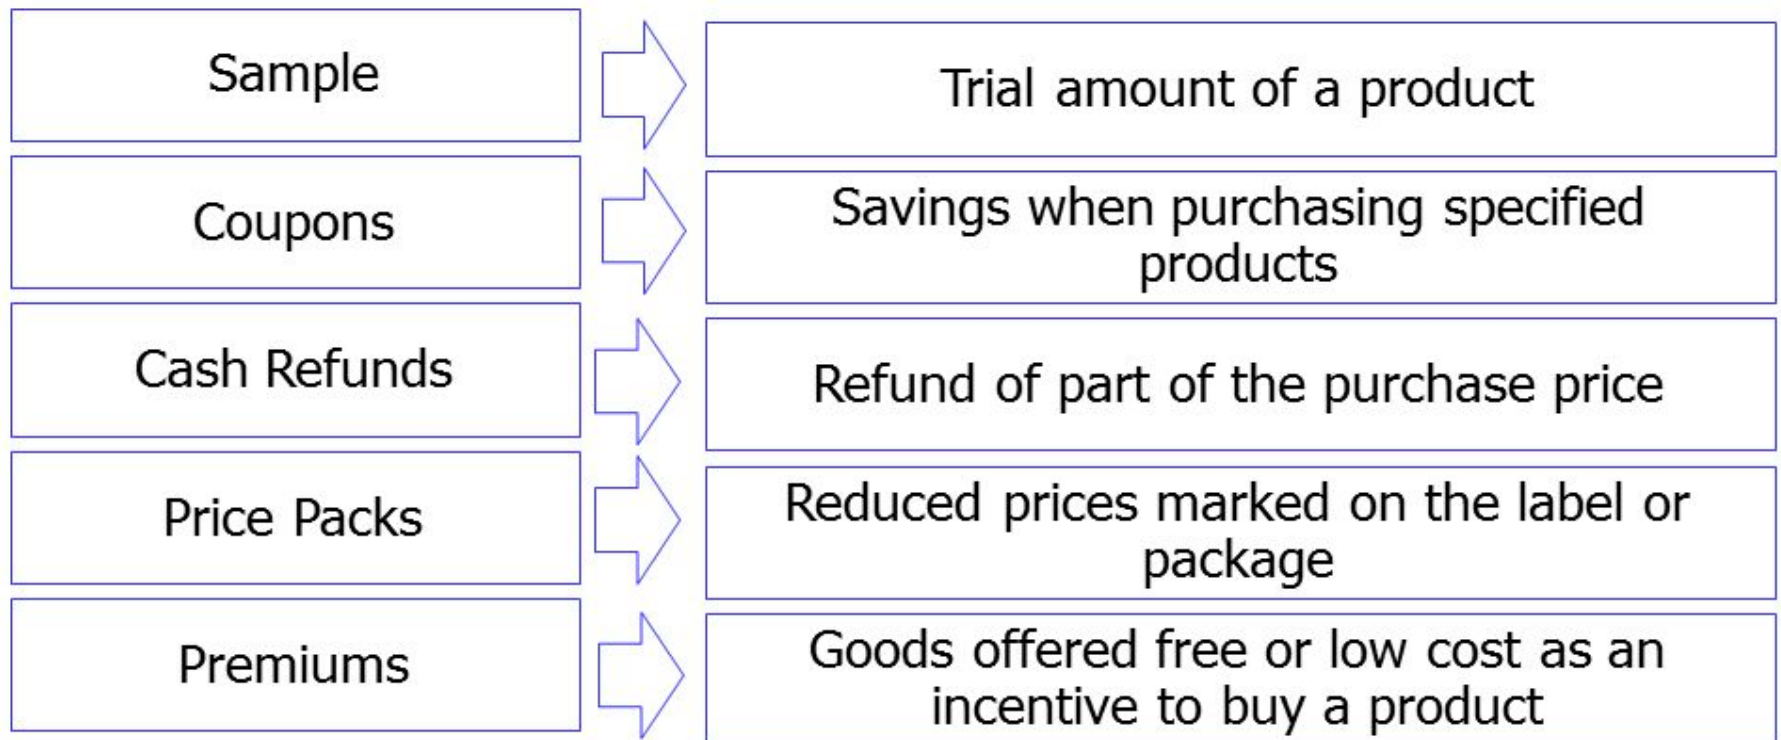 Sample
Trial amount of a product
Coupons
Savings when purchasing specified
products
Cash Refunds
Refund of part of the purchase price
Price Packs
Reduced prices marked on the label or
package
Premiums
Goods offered free or low cost as an
incentive to buy a product